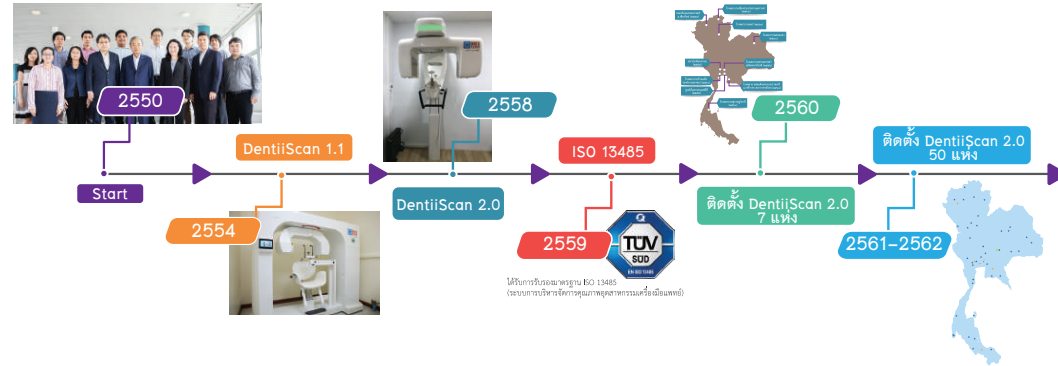 2550
Start
DentiiScan 1.1
2554
2558
DentiiScan 2.0
ISO 13485
2559
TÜV
SÜD
EN ISO 13485
ได้รับการรับรองมาตรฐาน ISO 13485
(ระบบการบริหารจัดการคุณภาพอุตสาหกรรมเครื่องมือแพทย์)
2560
ติดตั้ง DentiiScan 2.0
7 แห่ง
ติดตั้ง DentiiScan 2.0
50 แห่ง
2561-2562